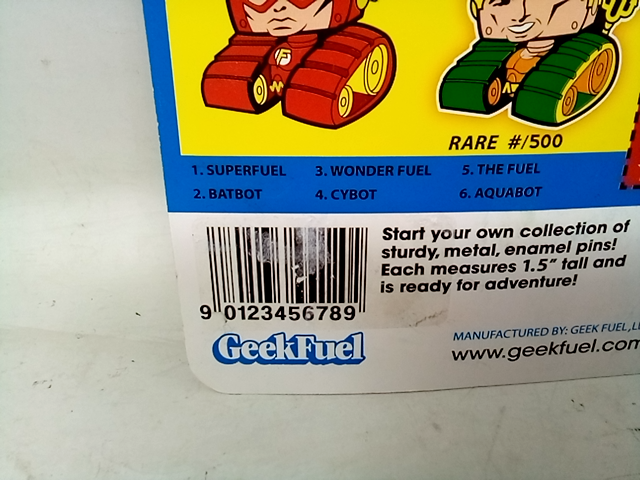 RARE #/500
1. SUPERFUEL 3. WONDER FUEL 5. THE FUEL
2. BATBOT 4. CYBOT 6. AQUABOT
Start your own collection of
sturdy, metal, enamel pins!
Each measures 1.5" tall and
is ready for adventure!
9 0123456789
GeekFuel
MANUFACTURED BY: GEEK FUEL, L
www.geekfuel.com